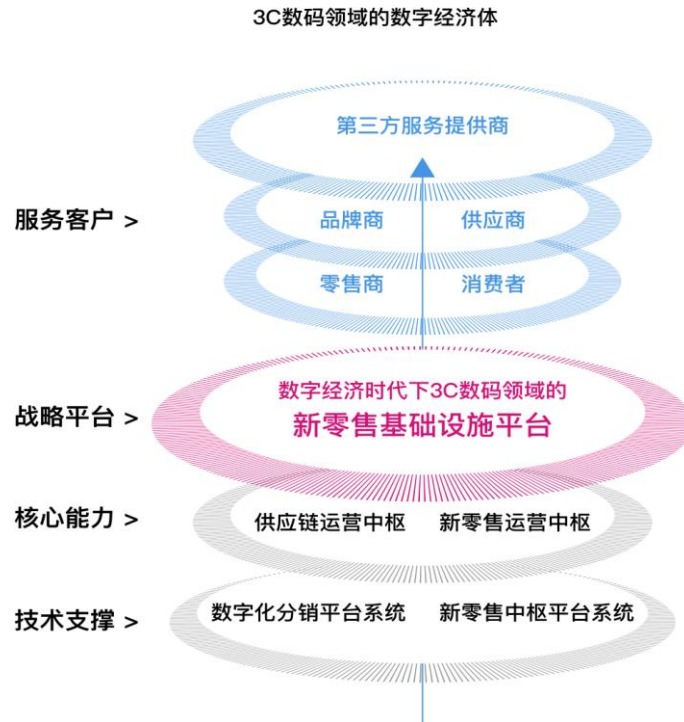 3C数码领域的数字经济体
第三方服务提供商
服务客户 >
品牌商 供应商
零售商 消费者
战略平台 >
数字经济时代下3C数码领域的
新零售基础设施平台
核心能力 >
供应链运营中枢 新零售运营中枢
技术支撑 >
数字化分销平台系统 新零售中枢平台系统